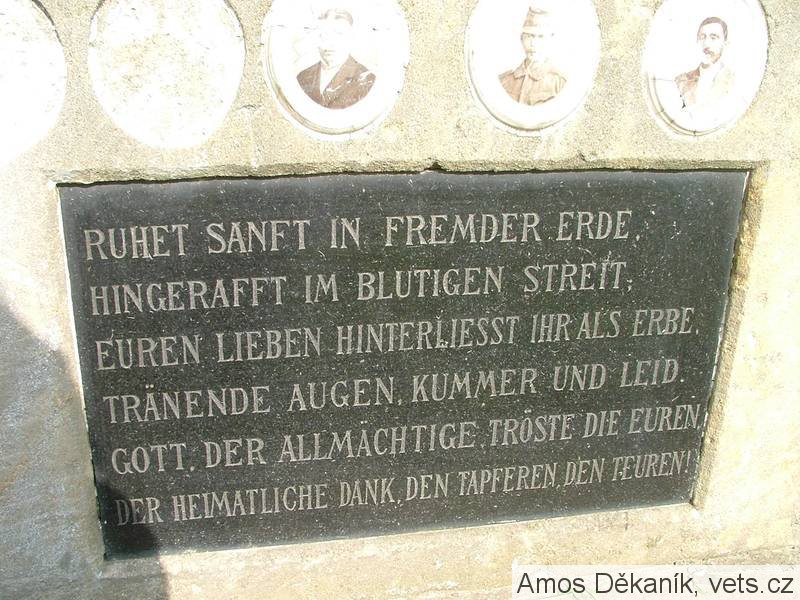 RUHET SANFT IN FREMDER ERDE
HINGERAFFT IM BLUTIGEN STREIT;
EUREN LIEBEN HINTERLIESST IHR ALS ERBE,
TRÄNENDE AUGEN, KUMMER UND LEID.
GOTT, DER ALLMÄCHTIGE, TRÖSTE DIE EUREN,
DER HEIMATLICHE DANK, DEN TAPFEREN, DEN TEUREN!
Amos Děkaník, vets.cz